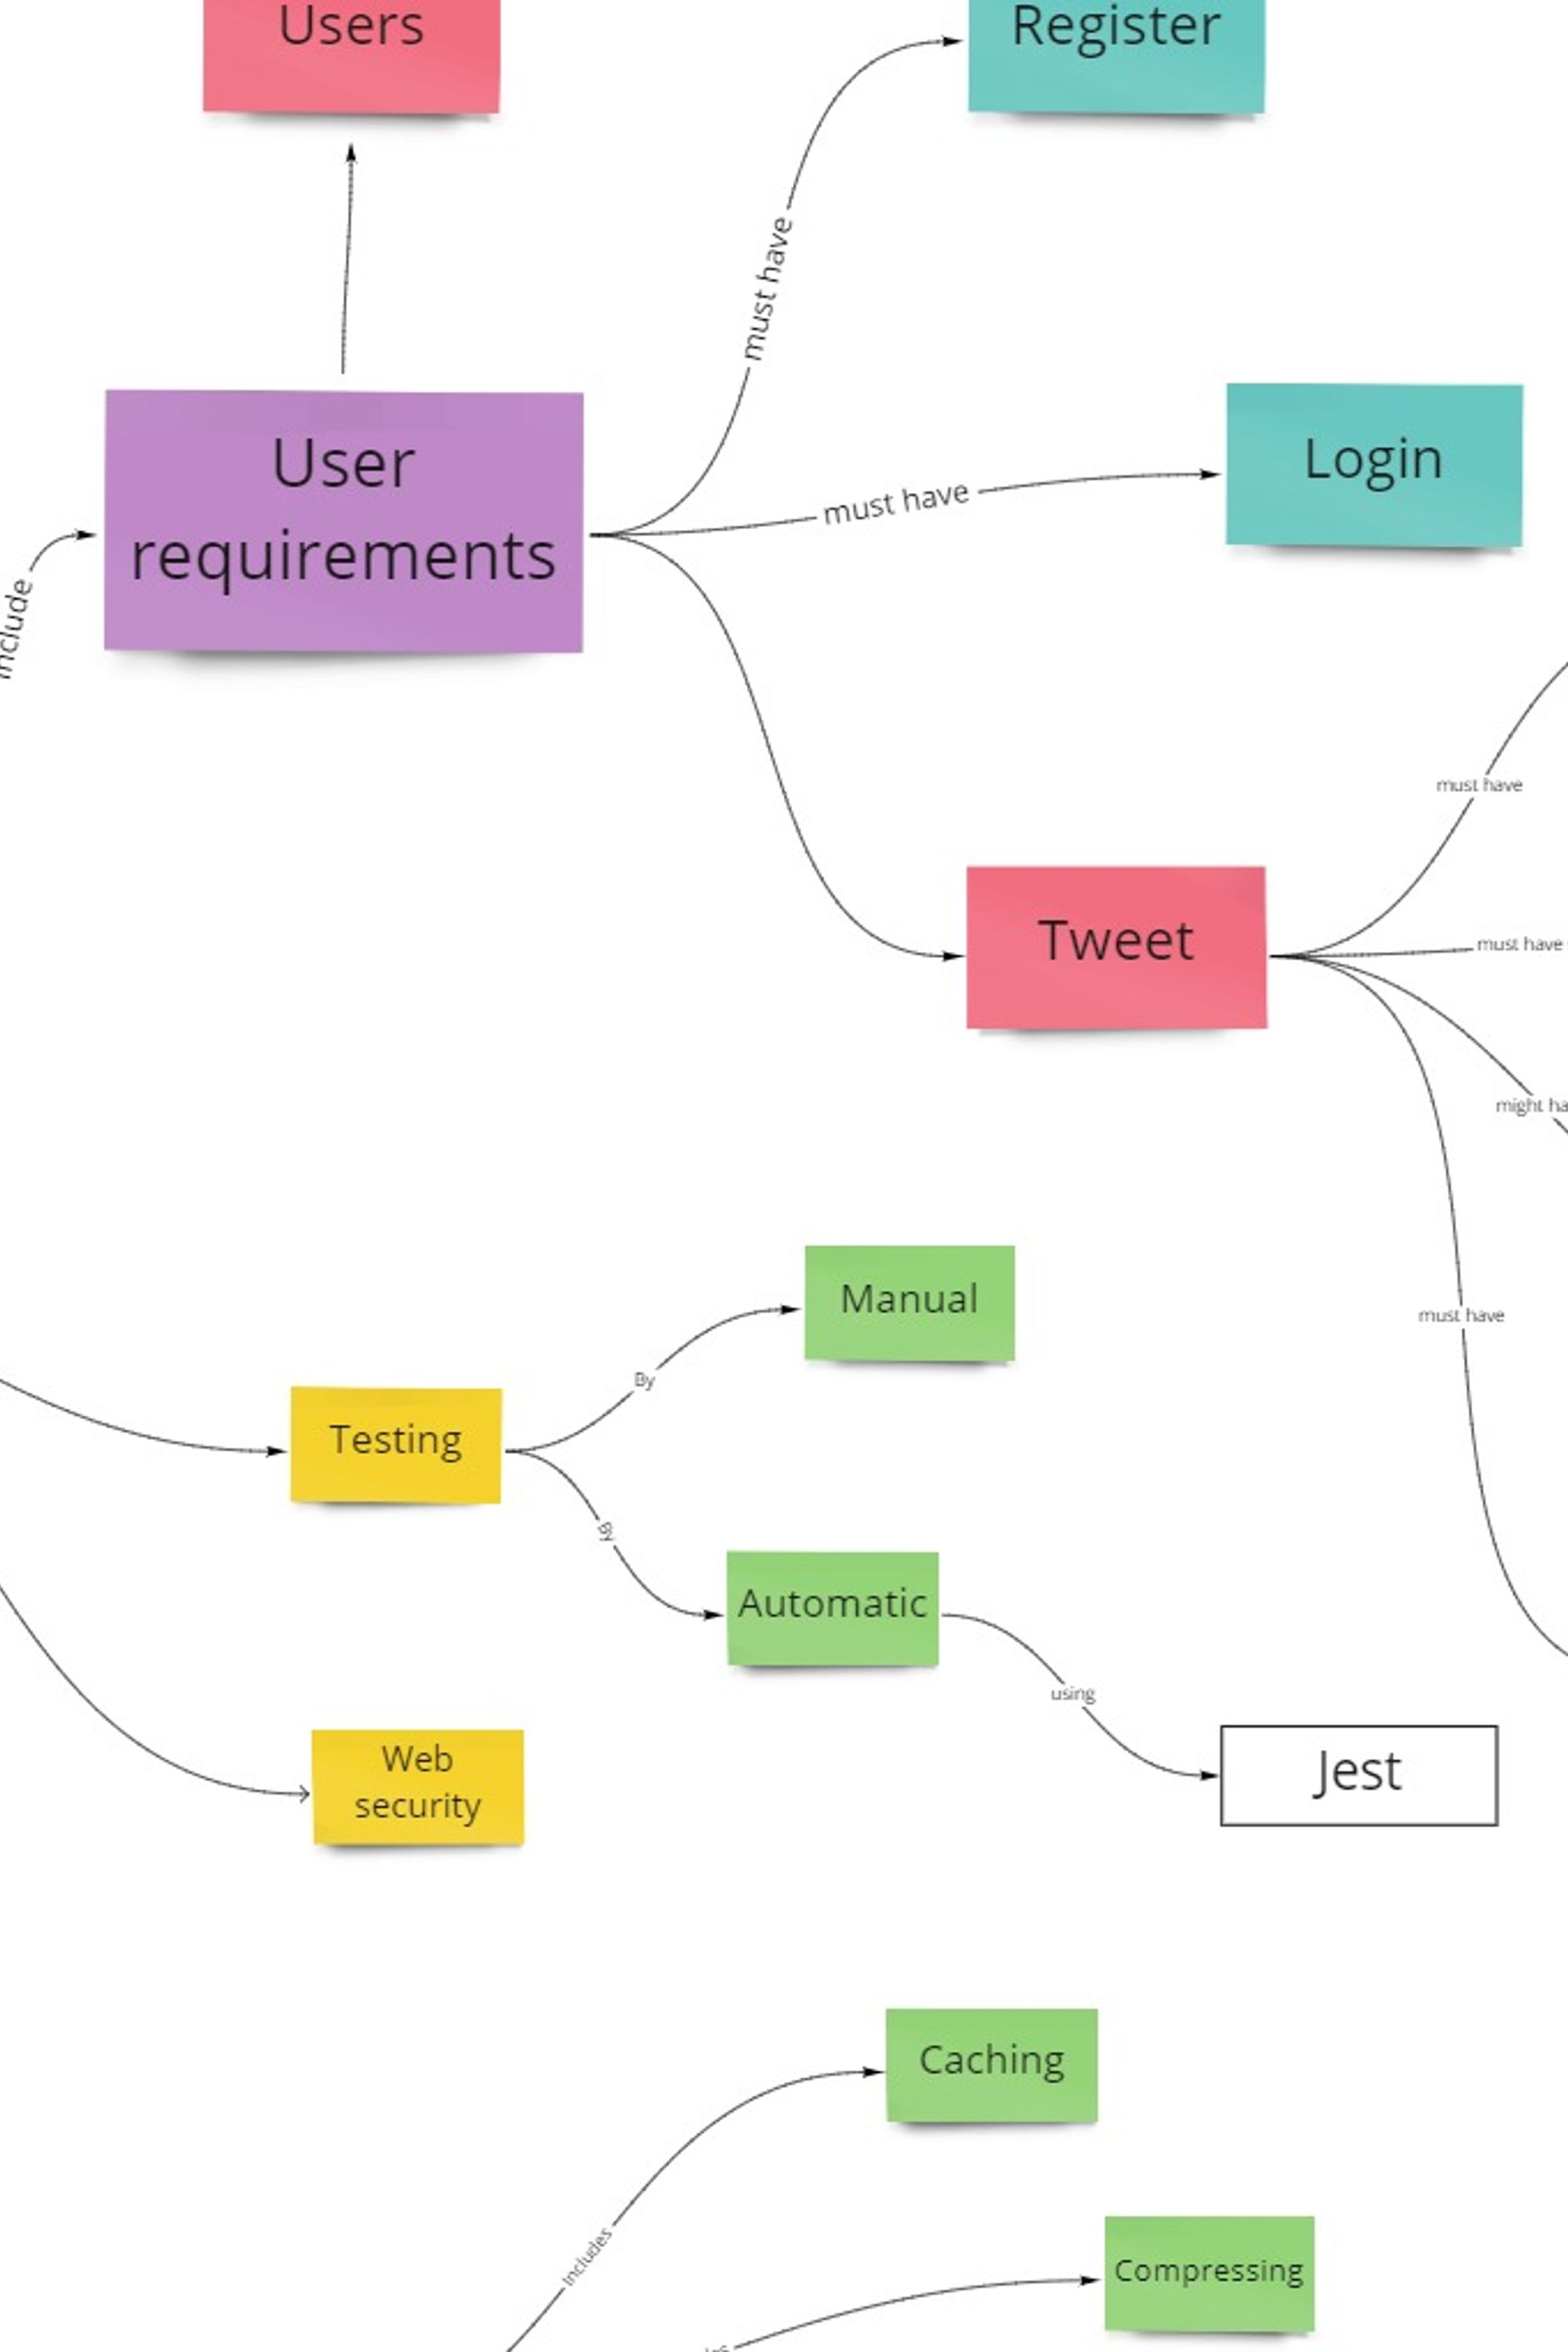 Users
Register
must have
User
requirements
Login
must have
include
must have
Tweet
must have
might ha
Manual
must have
By
Testing
By
Automatic
using
Web
security
Jest
Caching
Includes
Compressing